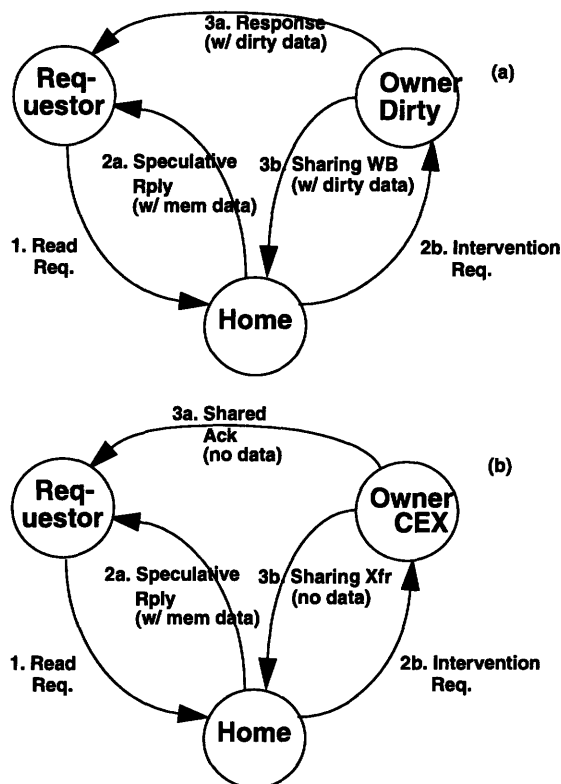 3a. Response
(w/ dirty data)
Req-
uestor
Owner
Dirty
(a)
2a. Speculative
Rply
(w/ mem data)
3b. Sharing WB
(w/ dirty data)
1. Read
Req.
2b. Intervention
Req.
Home
3a. Shared
Ack
(no data)
Req-
uestor
Owner
CEX
(b)
2a. Speculative
Rply
(w/ mem data)
3b. Sharing Xfr
(no data)
1. Read
Req.
2b. Intervention
Req.
Home